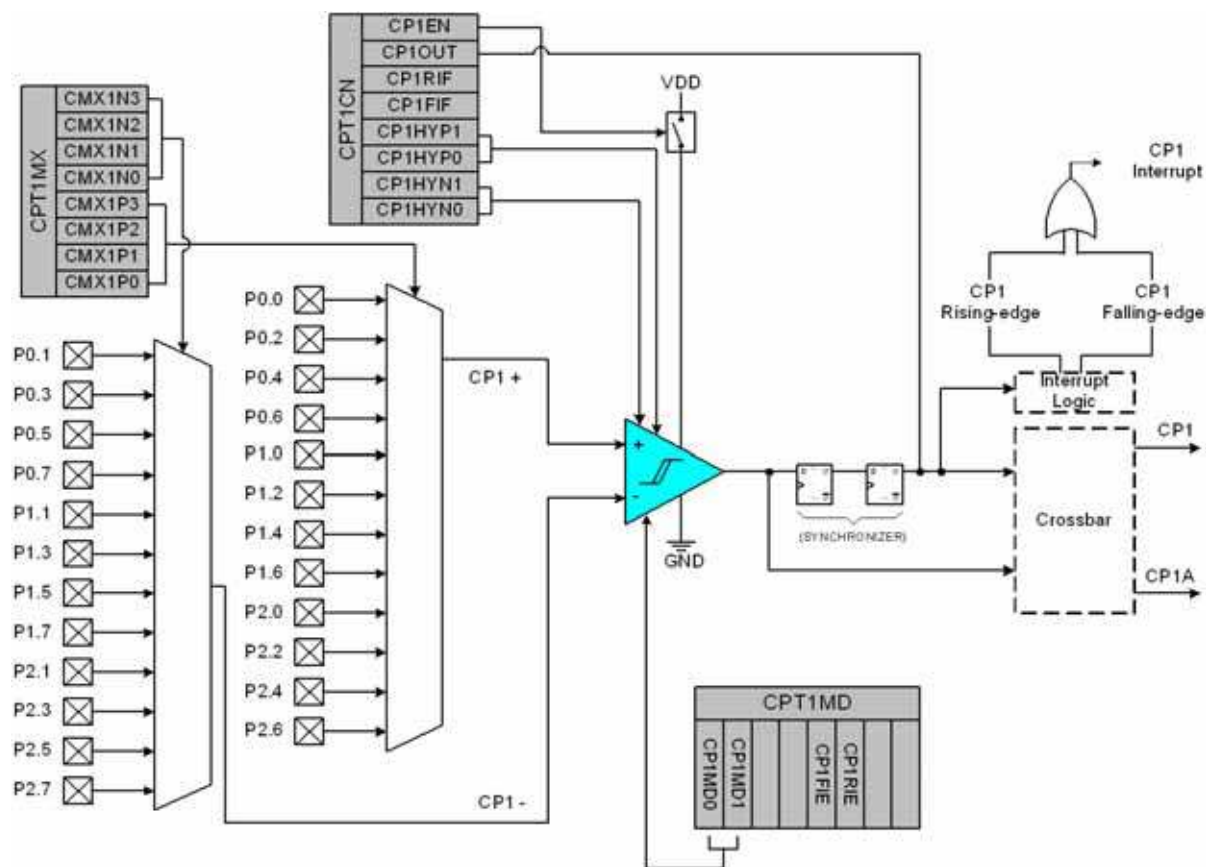 CPT1CN
CP1EN
CP1OUT
CP1RIF
CP1FIF
CP1HYP1
CP1HYP0
CP1HYN1
CP1HYN0
VDD
CPT1MX
CMX1N3
CMX1N2
CMX1N1
CMX1N0
CMX1P3
CMX1P2
CMX1P1
CMX1P0
CP1
Interrupt
CP1
Rising-edge
CP1
Falling-edge
Interrupt
Logic
P0.0
P0.2
P0.4
P0.6
P1.0
P1.2
P1.4
P1.6
P2.0
P2.2
P2.4
P2.6
P0.1
P0.3
P0.5
P0.7
P1.1
P1.3
P1.5
P1.7
P2.1
P2.3
P2.5
P2.7
CP1 +
CP1 -
+
-
GND
(SYNCHRONIZER)
Crossbar
CP1
CP1A
CPT1MD
CP1MD0
CP1MD1
CP1FIE
CP1RIE